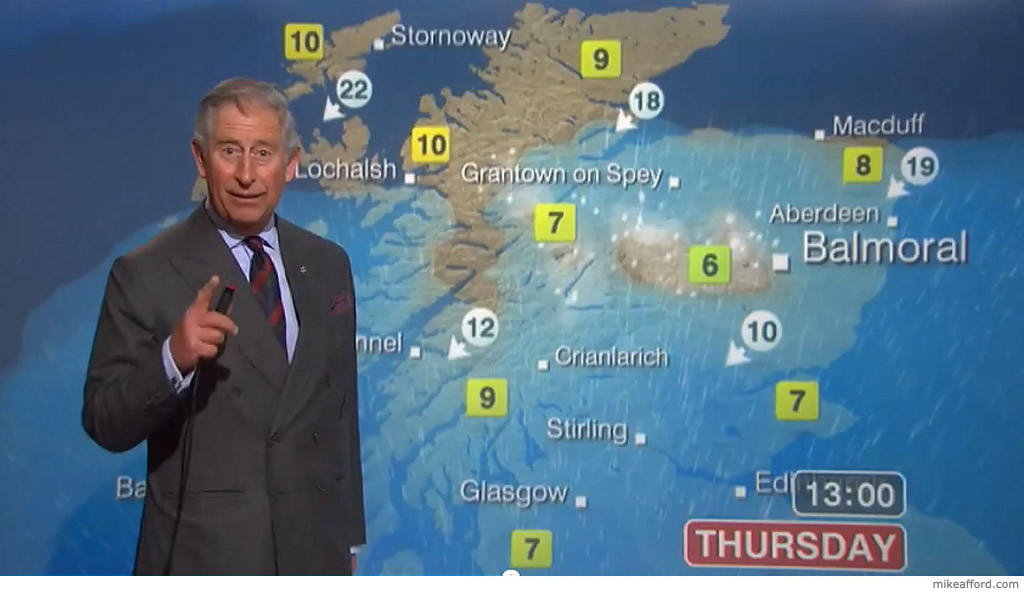 10
Stornoway
9
22
18
10
Macduff
Lochalsh
Grantown on Spey
8
19
7
Aberdeen
6
Balmoral
12
10
nnel
Crianlarich
9
7
Stirling
Ba
Edi
13:00
Glasgow
THURSDAY
7
mikeafford.com